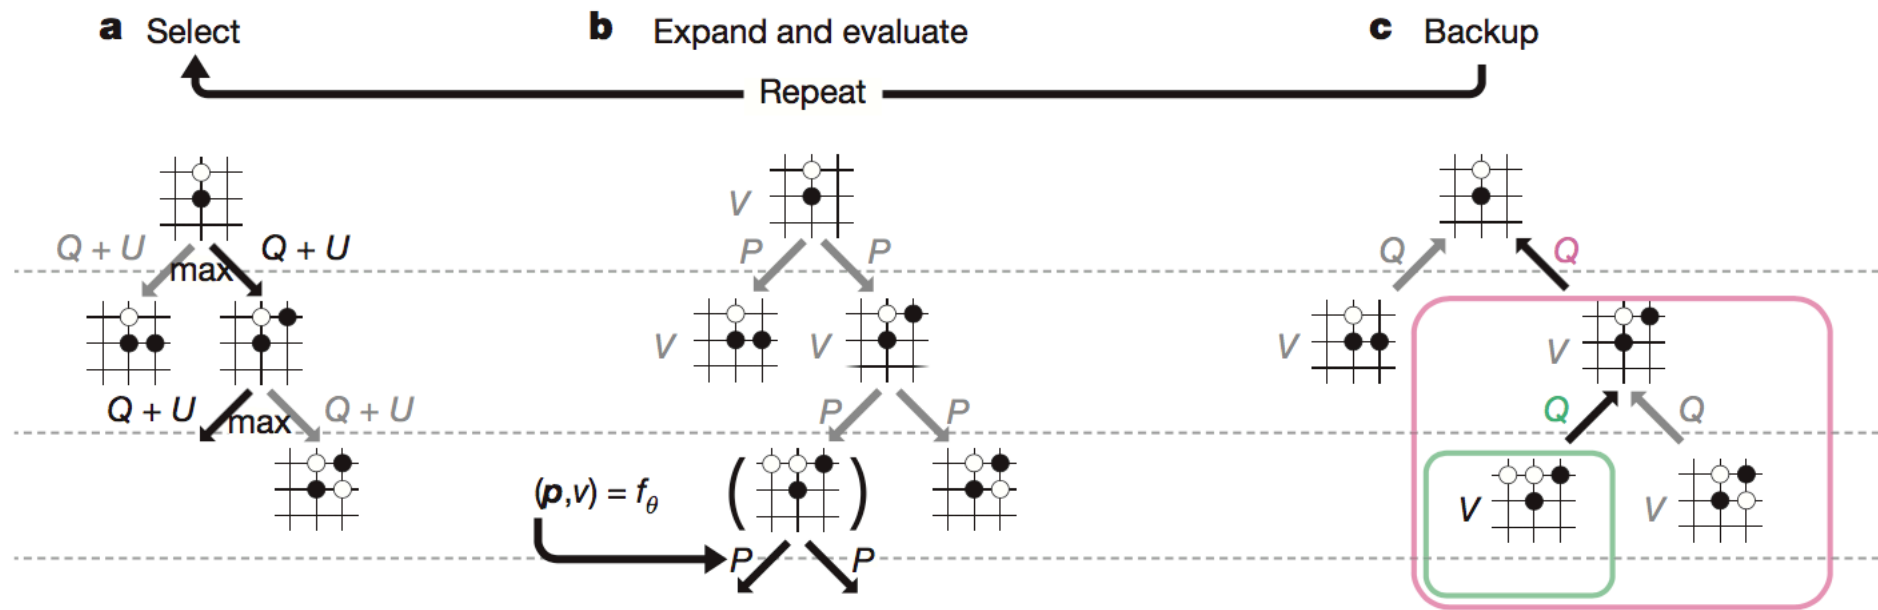 a Select
b Expand and evaluate
c Backup
Repeat
Q + U
max
Q + U
Q + U
max
Q + U
V
P
P
V
V
P
P
(p,v) = fθ
P
P
Q
Q
V
V
Q
Q
V
V